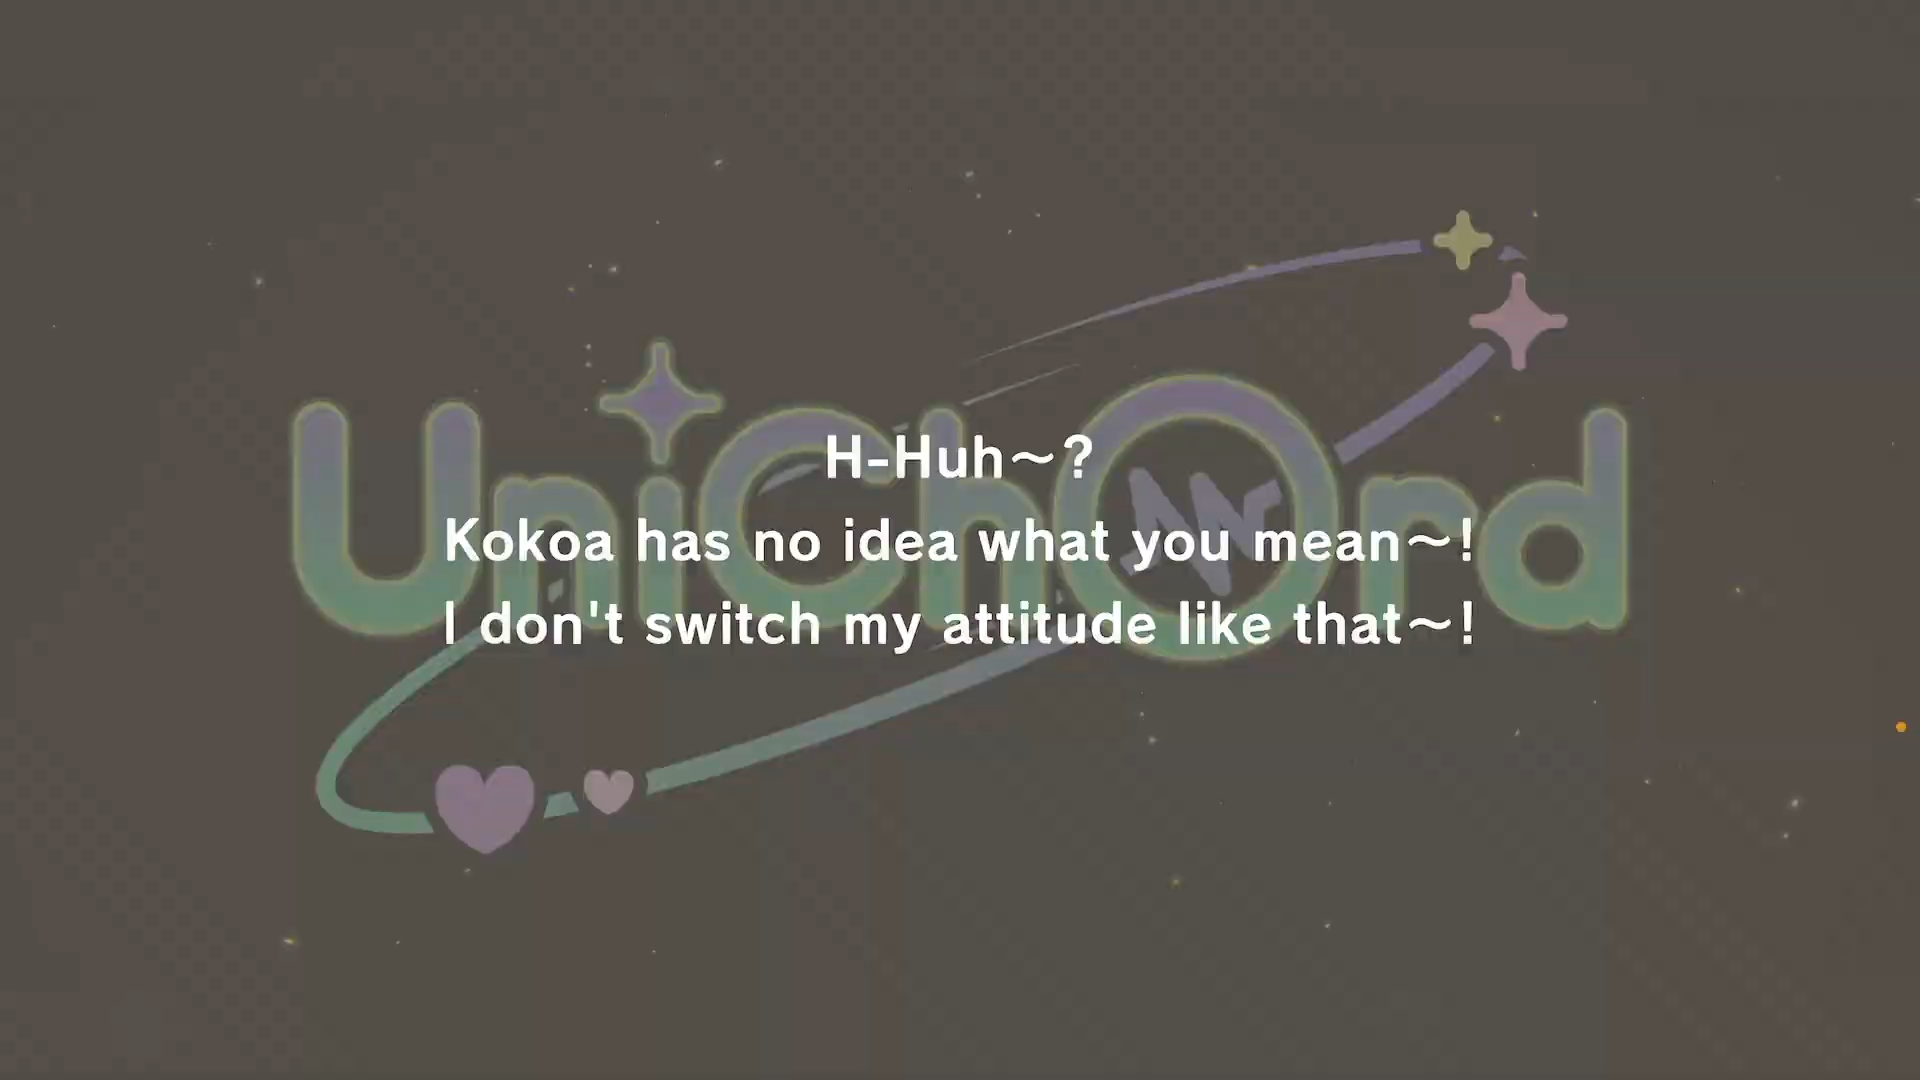 UniChOrd
H-Huh～?
Kokoa has no idea what you mean～!
I don't switch my attitude like that～!